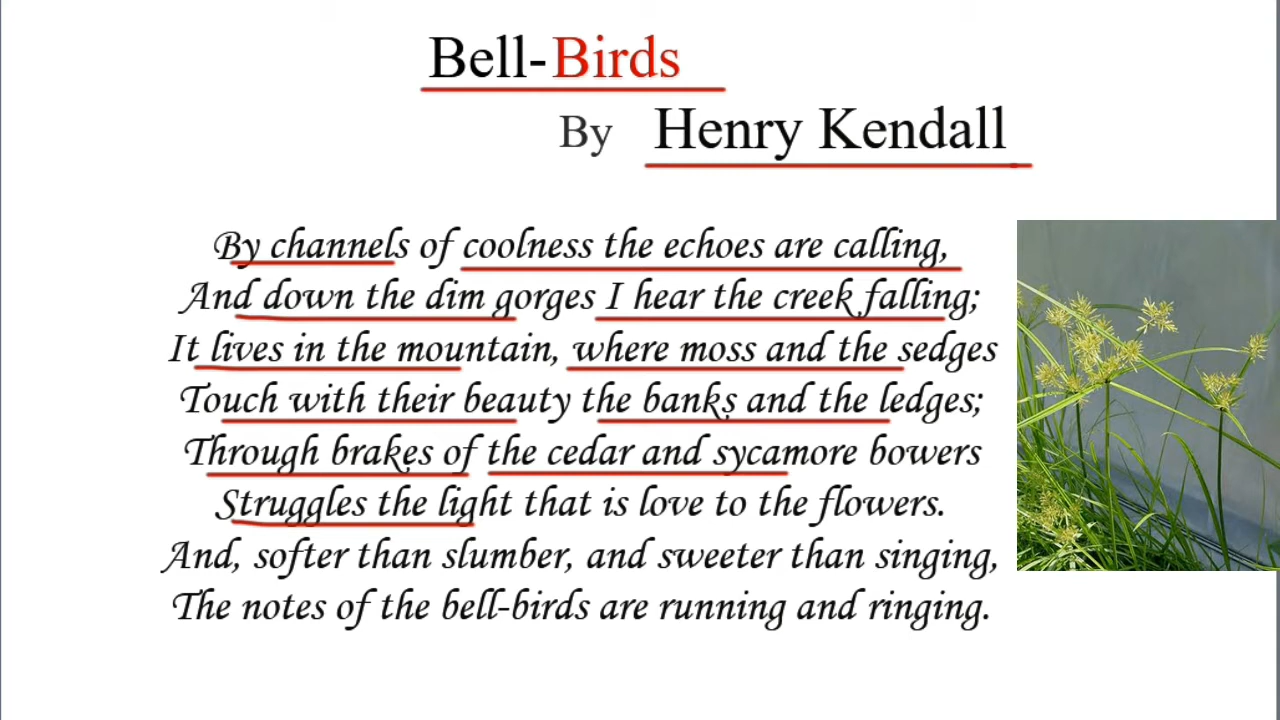 Bell-Birds
By Henry Kendall
By channels of coolness the echoes are calling,
And down the dim gorges I hear the creek falling;
It lives in the mountain, where moss and the sedges
Touch with their beauty the banks and the ledges;
Through brakes of the cedar and sycamore bowers
Struggles the light that is love to the flowers.
And, softer than slumber, and sweeter than singing,
The notes of the bell-birds are running and ringing.